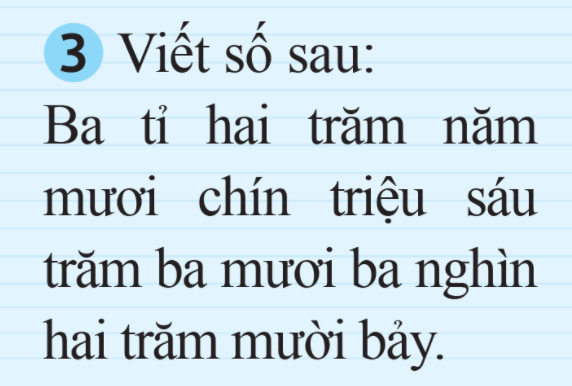 3 Viết số sau:
Ba tỉ hai trăm năm
mươi chín triệu sáu
trăm ba mươi ba nghìn
hai trăm mười bảy.